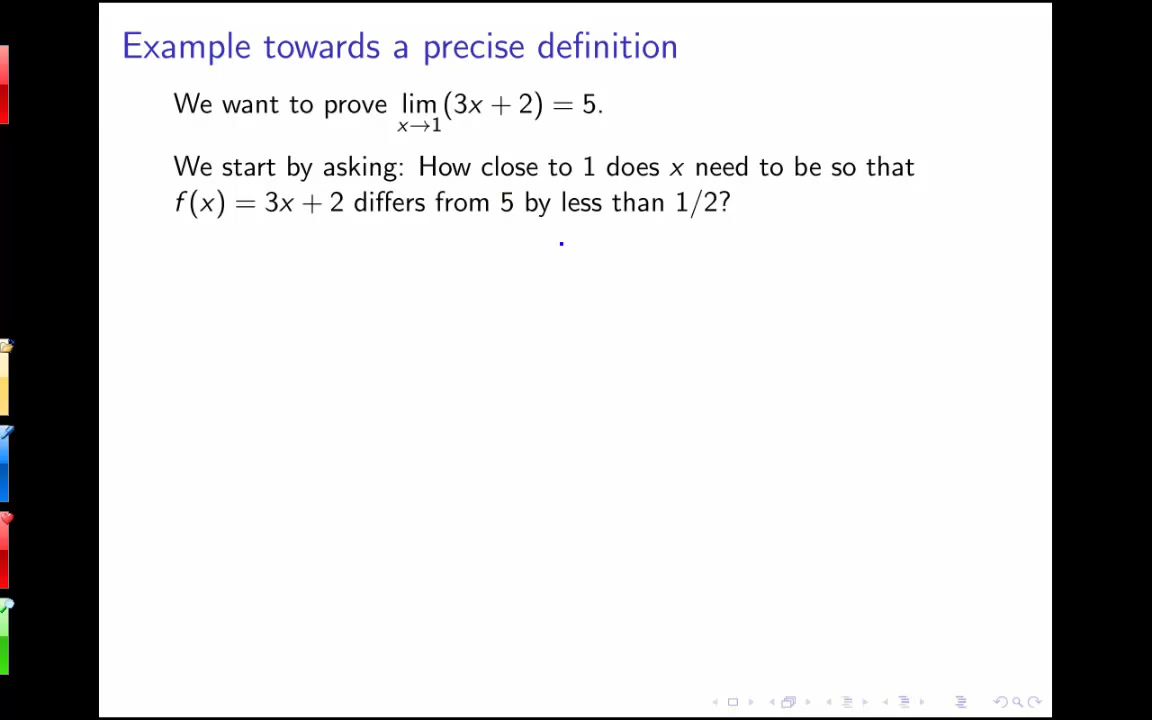 Example towards a precise definition
We want to prove lim x→1 (3x + 2) = 5.
We start by asking: How close to 1 does x need to be so that
f(x) = 3x + 2 differs from 5 by less than 1/2?